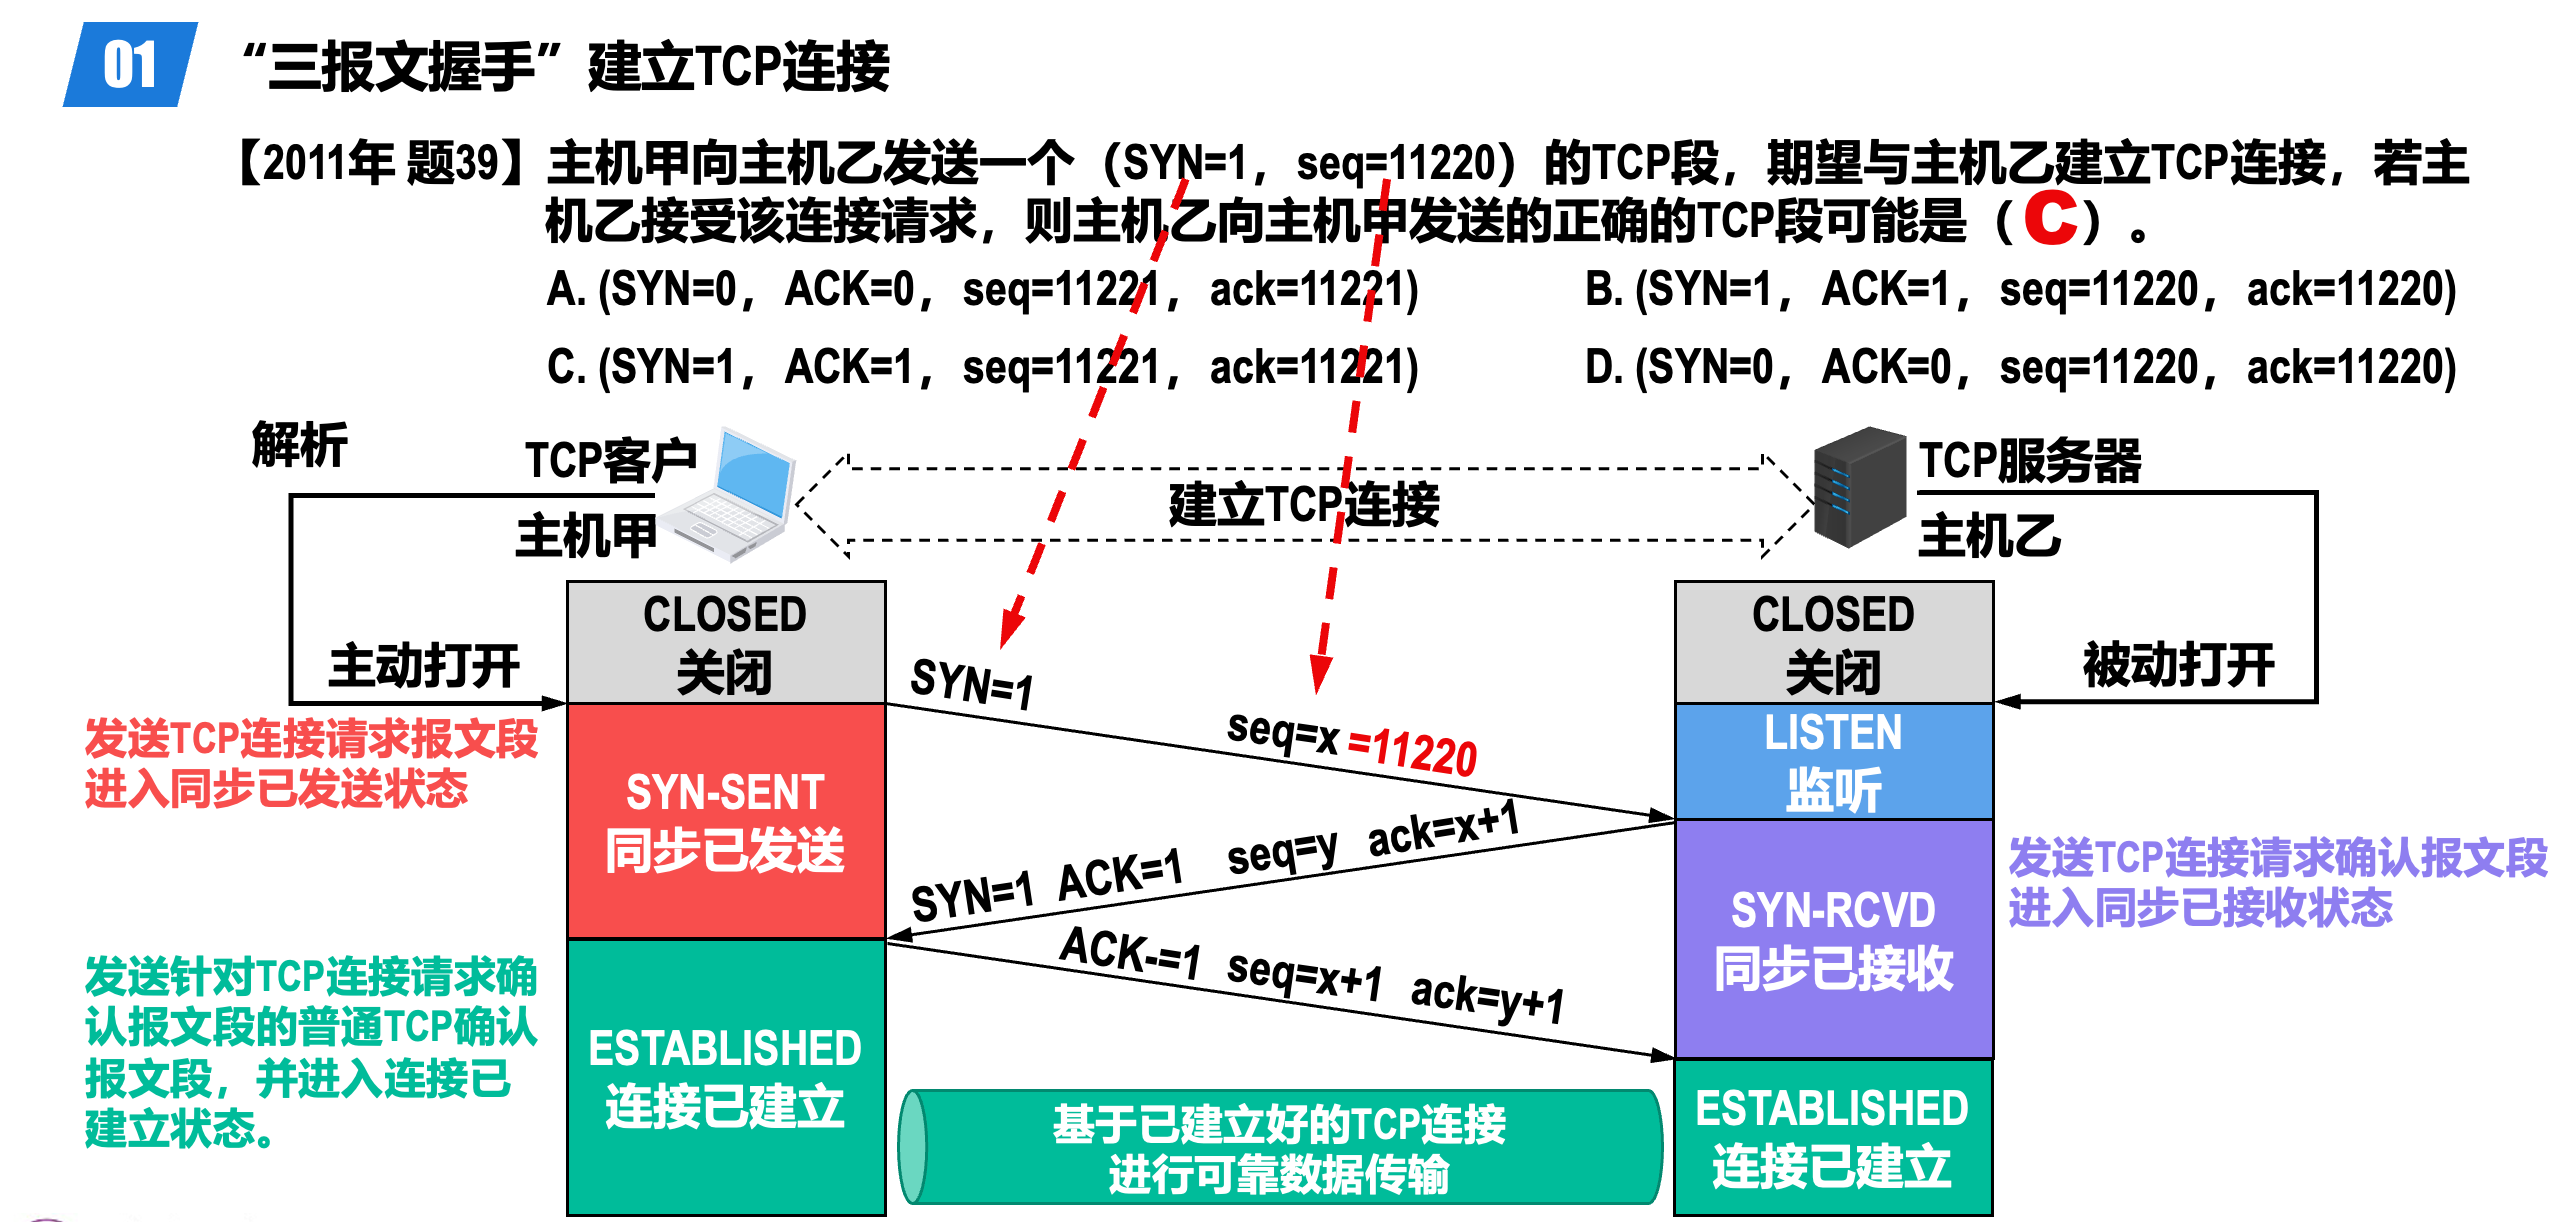 01
“三报文握手”建立TCP连接
【2011年 题39】主机甲向主机乙发送一个（SYN=1，seq=11220）的TCP段，期望与主机乙建立TCP连接，若主
机乙接受该连接请求，则主机乙向主机甲发送的正确的TCP段可能是（C）。
A. (SYN=0，ACK=0，seq=11221，ack=11221)
B. (SYN=1，ACK=1，seq=11220，ack=11220)
C. (SYN=1，ACK=1，seq=11221，ack=11221)
D. (SYN=0，ACK=0，seq=11220，ack=11220)
解析
TCP客户
主机甲
建立TCP连接
TCP服务器
主机乙
主动打开
CLOSED
关闭
CLOSED
关闭
被动打开
SYN=1 seq=x =11220
发送TCP连接请求报文段
进入同步已发送状态
SYN-SENT
同步已发送
LISTEN
监听
SYN=1 ACK=1 seq=y ack=x+1
SYN-RCVD
同步已接收
发送TCP连接请求确认报文段
进入同步已接收状态
ACK-=1 seq=x+1 ack=y+1
发送针对TCP连接请求确
认报文段的普通TCP确认
报文段，并进入连接已
建立状态。
ESTABLISHED
连接已建立
基于已建立好的TCP连接
进行可靠数据传输
ESTABLISHED
连接已建立